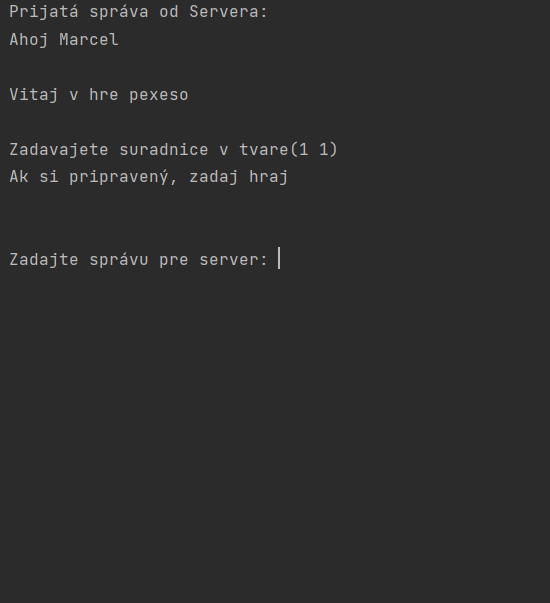 Prijatá správa od Servera:
Ahoj Marcel
Vitaj v hre pexeso
Zadavajete suradnice v tvare(1 1)
Ak si pripravený, zadaj hraj
Zadajte správu pre server: